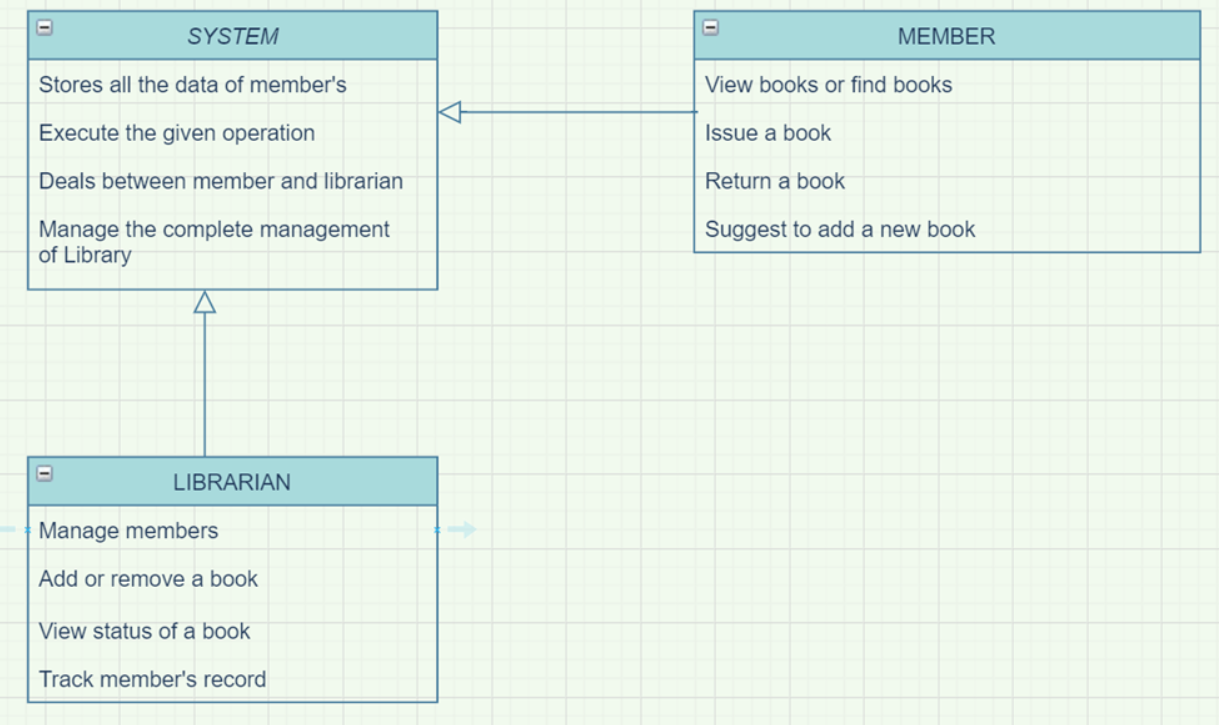 SYSTEM
Stores all the data of member's
Execute the given operation
Deals between member and librarian
Manage the complete management
of Library
MEMBER
View books or find books
Issue a book
Return a book
Suggest to add a new book
LIBRARIAN
Manage members
Add or remove a book
View status of a book
Track member's record